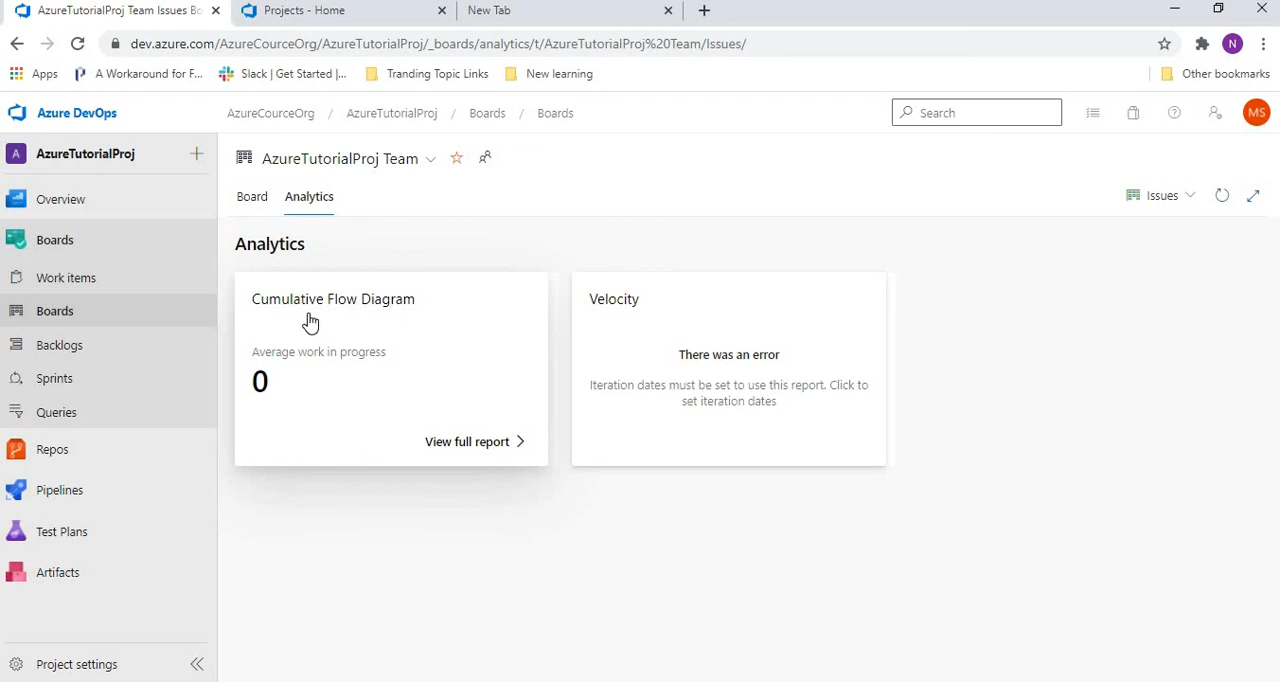 AzureTutorialProj Team Issues Bo
Projects - Home
New Tab
dev.azure.com/AzureCourceOrg/AzureTutorialProj/_boards/analytics/t/AzureTutorialProj%20Team/Issues/
N
Apps
A Workaround for F...
Slack | Get Started |...
Tranding Topic Links
New learning
Other bookmarks
Azure DevOps
AzureCourceOrg / AzureTutorialProj / Boards / Boards
Search
MS
A AzureTutorialProj
Overview
Boards
Work items
Boards
Backlogs
Sprints
Queries
Repos
Pipelines
Test Plans
Artifacts
Project settings
AzureTutorialProj Team
Board Analytics
Issues
Analytics
Cumulative Flow Diagram
Average work in progress
0
View full report
Velocity
There was an error
Iteration dates must be set to use this report. Click to
set iteration dates